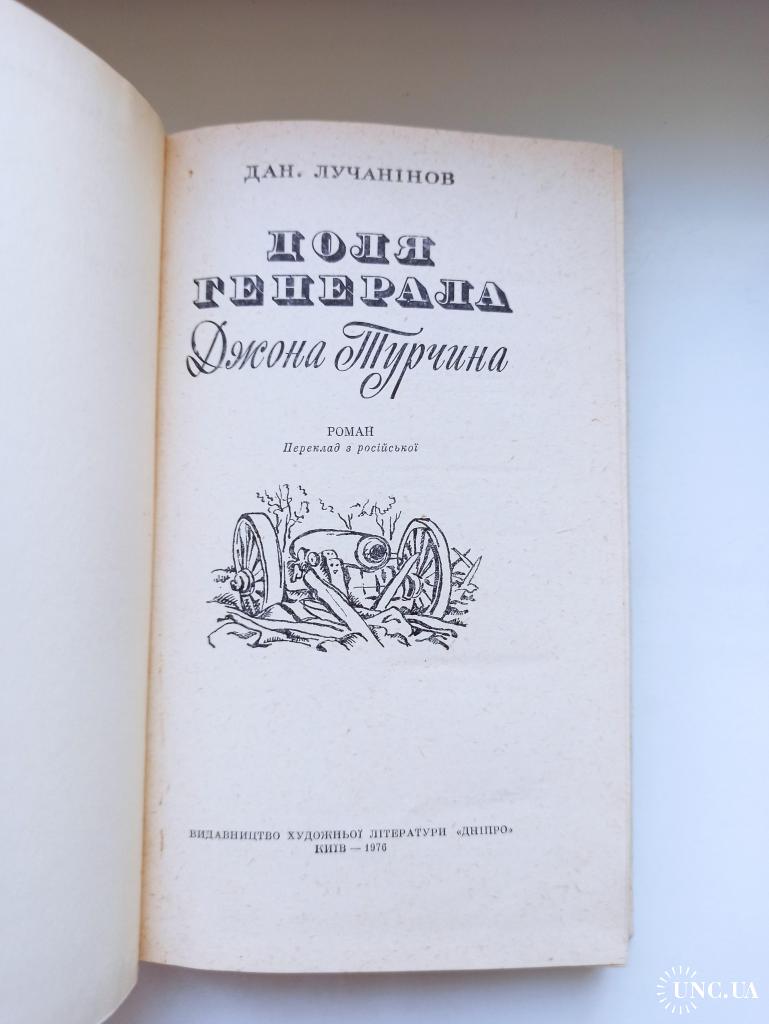 ДАН. ЛУЧАНІНОВ
ДОЛЯ
ГЕНЕРАЛА
Джона Турчина
РОМАН
Переклад з російської
ВИДАВНИЦТВО ХУДОЖНЬОЇ ЛІТЕРАТУРИ «ДНІПРО»
КИЇВ — 1976
UNC.UA